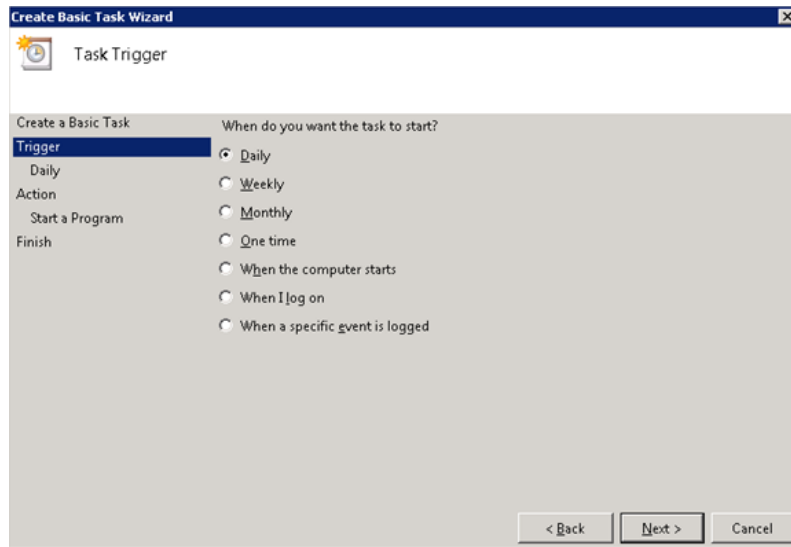 Create Basic Task Wizard
Task Trigger
Create a Basic Task
Trigger
Daily
Action
Start a Program
Finish
When do you want the task to start?
Daily
Weekly
Monthly
One time
When the computer starts
When I log on
When a specific event is logged
< Back Next > Cancel